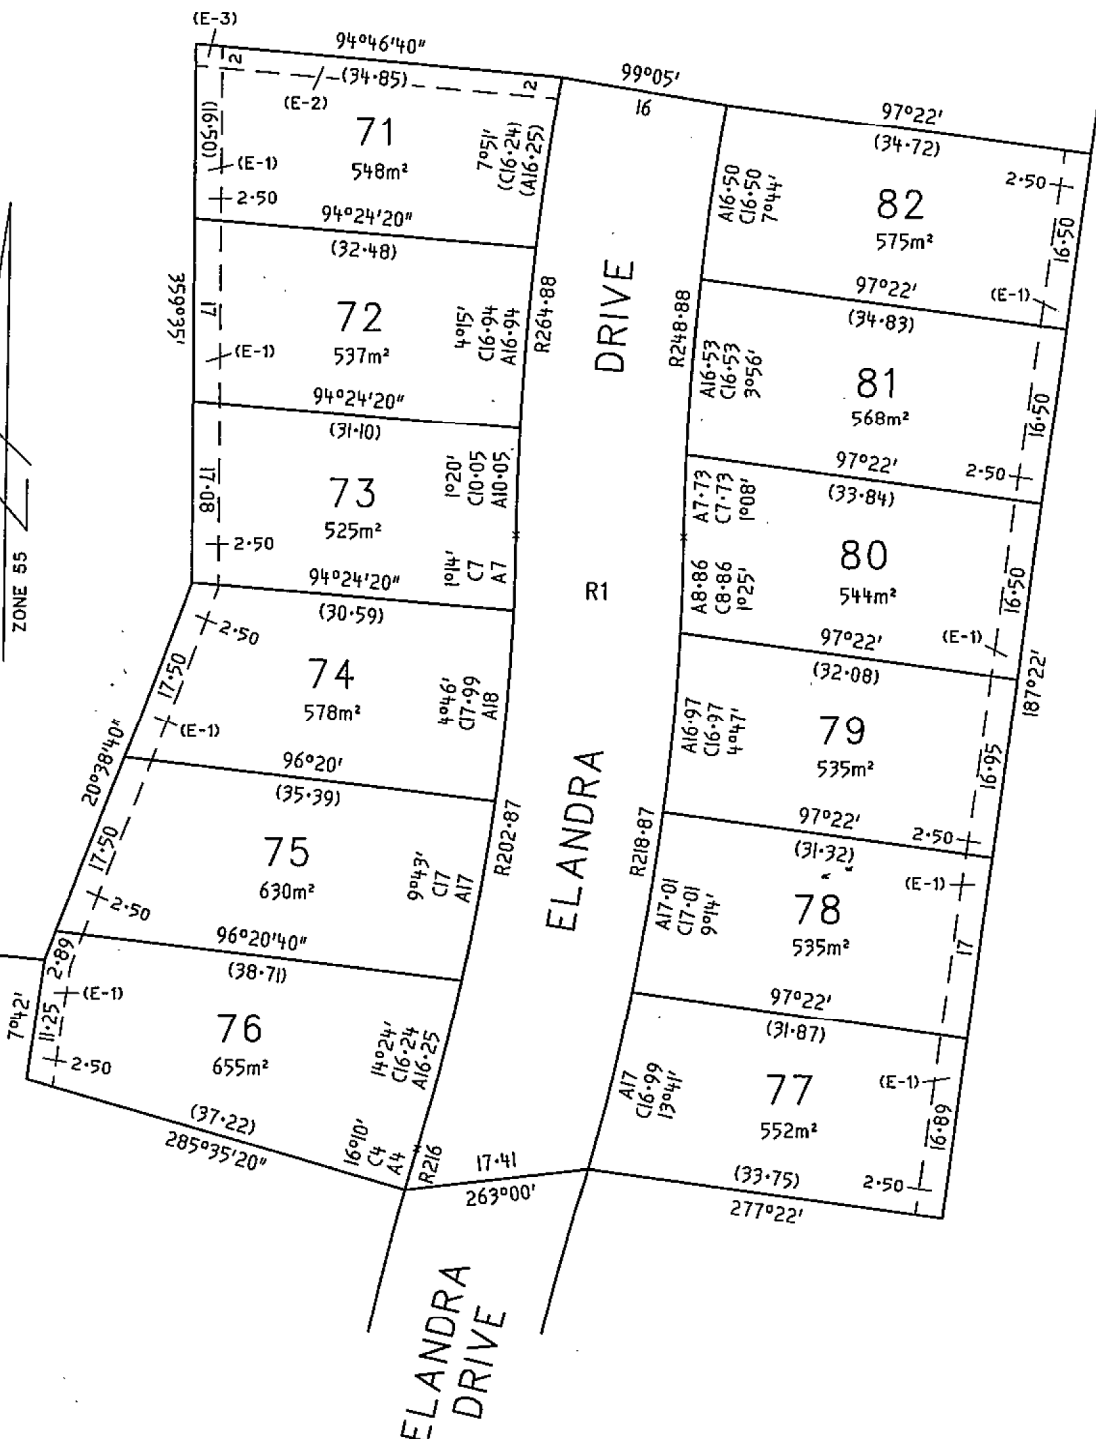 (E-3)
94°46'40"
2
(34·85)
2
(E-2)
(16·50)
71
548m²
7°51'
(C16·24)
(A16·25)
(E-1)
2·50
99°05'
16
97°22'
(34·72)
2·50
A16·50
C16·50
7°44'
82
575m²
16·50
94°24'20"
(32·48)
359°35'
17
72
537m²
4°15'
C16·94
A16·94
R264·88
(E-1)
DRIVE
R248·88
97°22'
(34·83)
(E-1)
A16·53
C16·53
3°56'
81
568m²
16·50
94°24'20"
(31·10)
17·08
73
525m²
1°20'
C10·05
A10·05
2·50
1°14'
C7
A7
ZONE 55
97°22'
(33·84)
2·50
A7·73
C7·73
1°08'
80
544m²
16·50
A8·86
C8·86
1°25'
R1
(E-1)
94°24'20"
(30·59)
2·50
17·50
74
578m²
4°46'
C17·99
A18
(E-1)
20°38'40"
97°22'
(32·08)
187°22'
A16·97
C16·97
4°47'
79
535m²
16·95
2·50
96°20'
(35·39)
17·50
75
630m²
9°43'
C17
A17
R202·87
2·50
ELANDRA
R218·87
97°22'
(31·32)
(E-1)
A17·01
C17·01
9°14'
78
535m²
17
96°20'40"
(38·71)
2·89
(E-1)
7°42'
11·25
76
655m²
14°24'
C16·24
A16·25
2·50
97°22'
(31·87)
A17
C16·99
13°41'
77
552m²
(E-1)
16·89
2·50
(37·22)
285°35'20"
16°10'
C4
A4
R216
17·41
263°00'
(33·75)
277°22'
ELANDRA
DRIVE